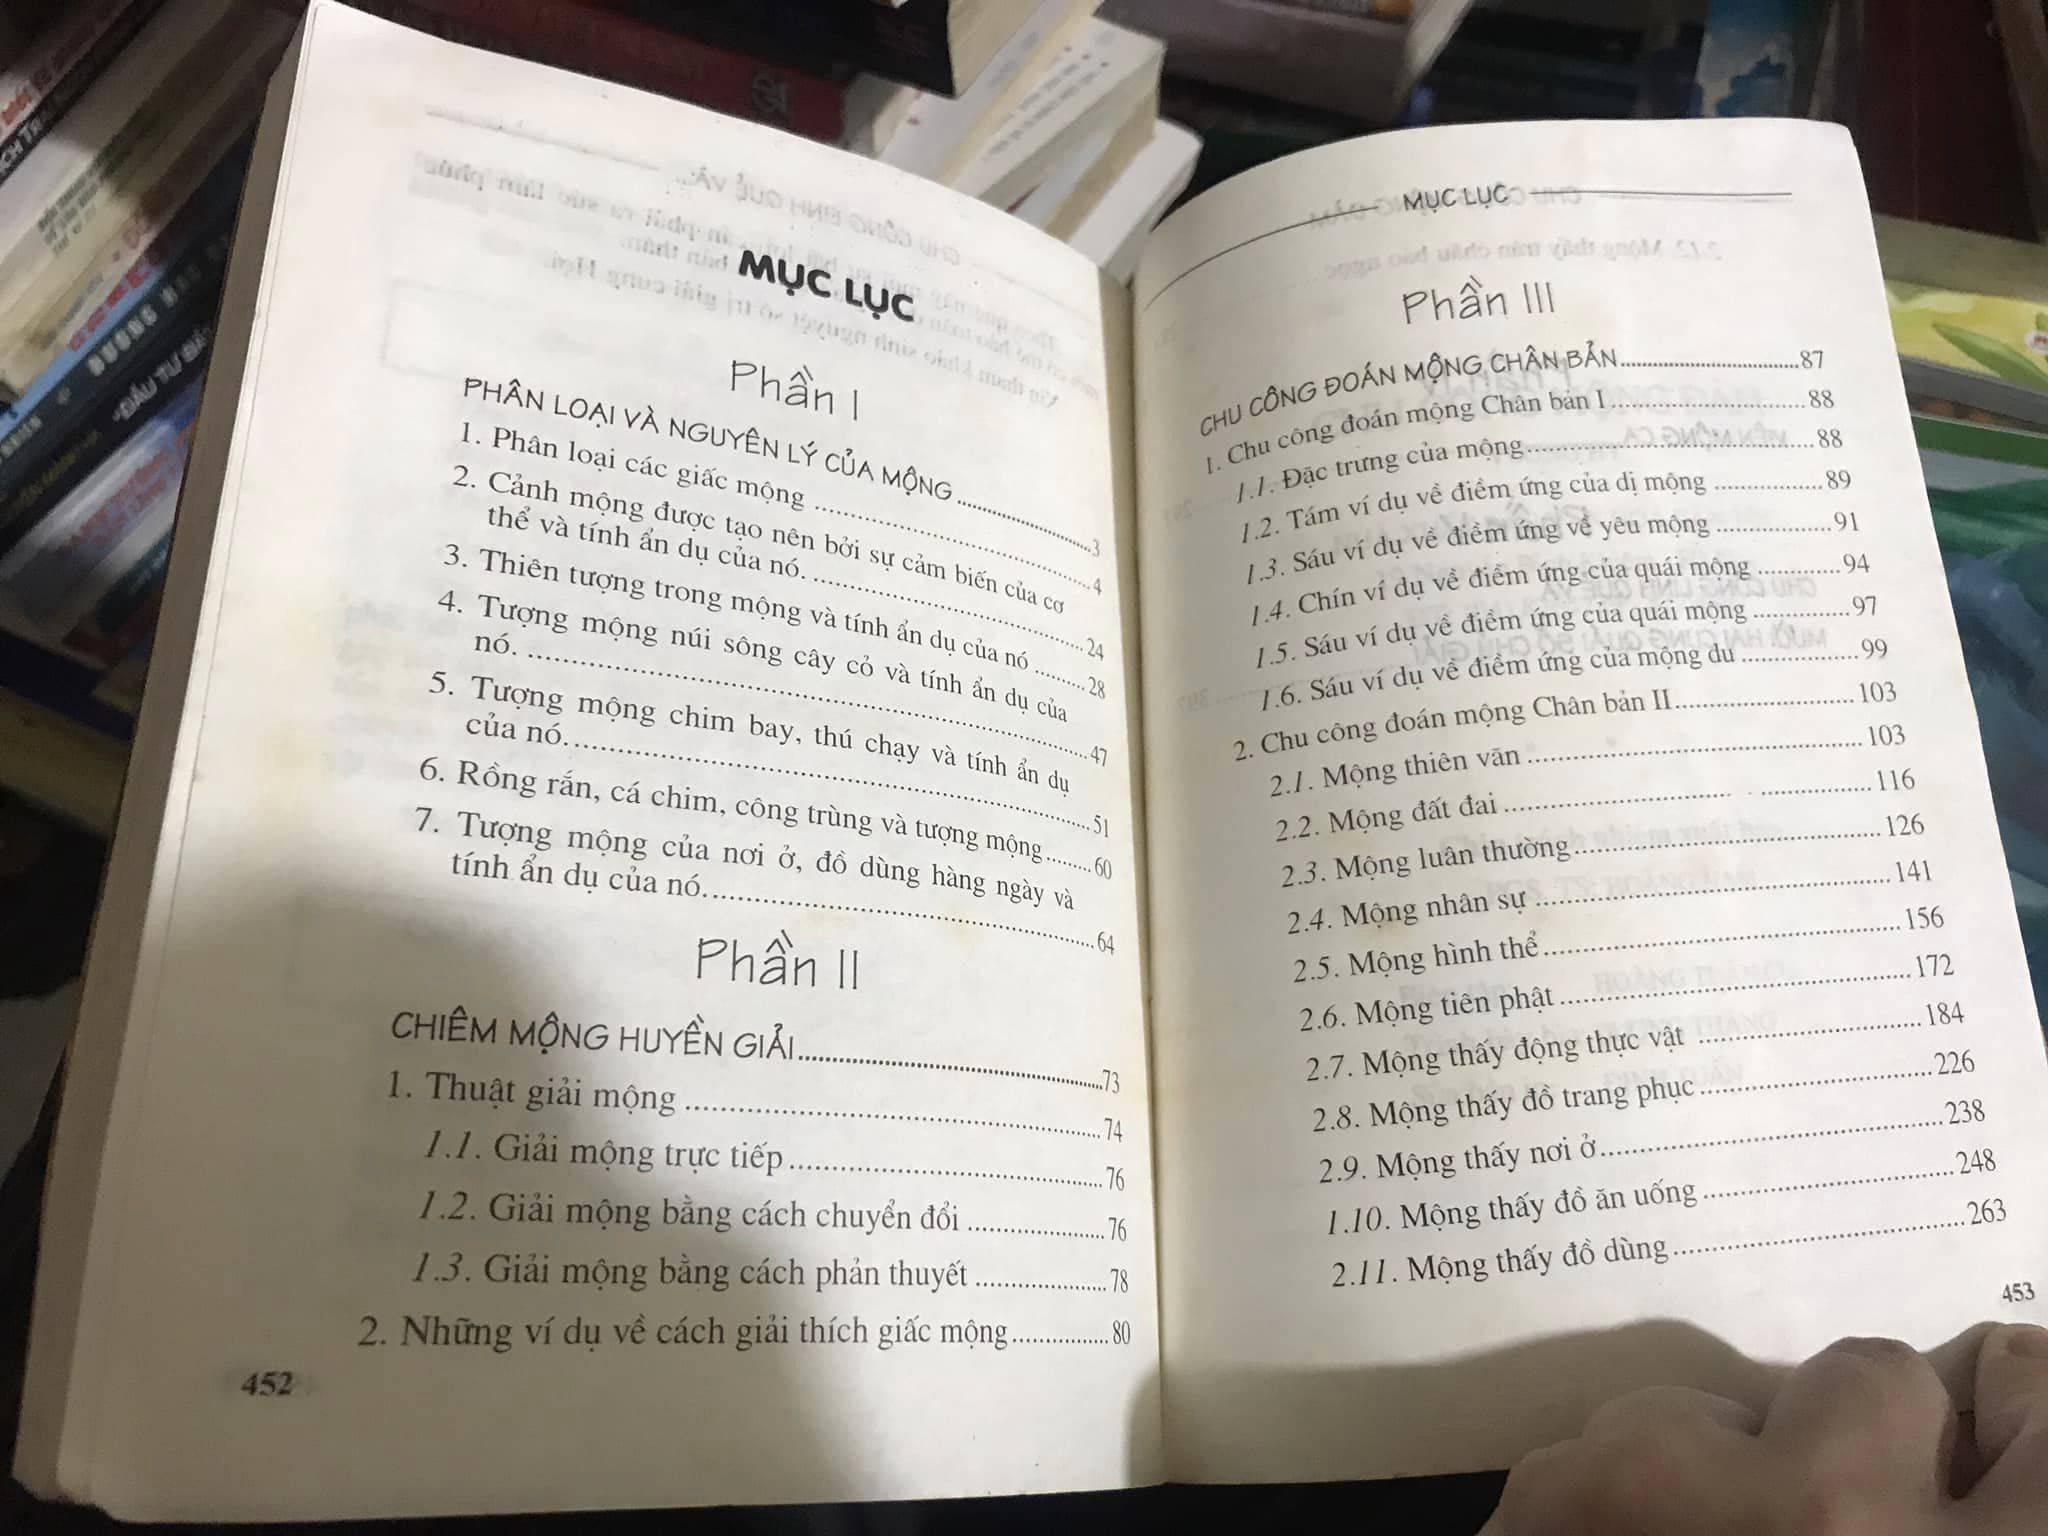 MỤC LỤC
Phần I
PHÂN LOẠI VÀ NGUYÊN LÝ CỦA MỘNG..............................3
1. Phân loại các giấc mộng..............................4
2. Cảnh mộng được tạo nên bởi sự cảm biến của cơ
thể và tính ẩn dụ của nó..............................24
3. Thiên tượng trong mộng và tính ẩn dụ của nó.........28
4. Tượng mộng núi sông cây cỏ và tính ẩn dụ của
nó. ..............................47
5. Tượng mộng chim bay, thú chạy và tính ẩn dụ
của nó..............................51
6. Rồng rắn, cá chim, công trùng và tượng mộng........60
7. Tượng mộng của nơi ở, đồ dùng hàng ngày và
tính ẩn dụ của nó..............................64
Phần II
CHIÊM MỘNG HUYỀN GIẢI..............................73
1. Thuật giải mộng..............................74
1.1. Giải mộng trực tiếp..............................76
1.2. Giải mộng bằng cách chuyển đổi....................76
1.3. Giải mộng bằng cách phản thuyết...................78
2. Những ví dụ về cách giải thích giấc mộng................80
452
MỤC LỤC
Phần III
CHU CÔNG ĐOÁN MỘNG CHÂN BẢN..............................87
1. Chu công đoán mộng Chân bản I..............................88
1.1. Đặc trưng của mộng..............................88
1.2. Tám ví dụ về điềm ứng của dị mộng..................89
1.3. Sáu ví dụ về điềm ứng về yêu mộng..................91
1.4. Chín ví dụ về điềm ứng của quái mộng.............94
1.5. Sáu ví dụ về điềm ứng của quái mộng...............97
1.6. Sáu ví dụ về điềm ứng của mộng du..................99
2. Chu công đoán mộng Chân bản II..............................103
2.1. Mộng thiên văn..............................103
2.2. Mộng đất đai..............................116
2.3. Mộng luân thường..............................126
2.4. Mộng nhân sự..............................141
2.5. Mộng hình thể..............................156
2.6. Mộng tiên phật..............................172
2.7. Mộng thấy động thực vật..............................184
2.8. Mộng thấy đồ trang phục..............................226
2.9. Mộng thấy nơi ở..............................238
1.10. Mộng thấy đồ ăn uống..............................248
2.11. Mộng thấy đồ dùng..............................263
453